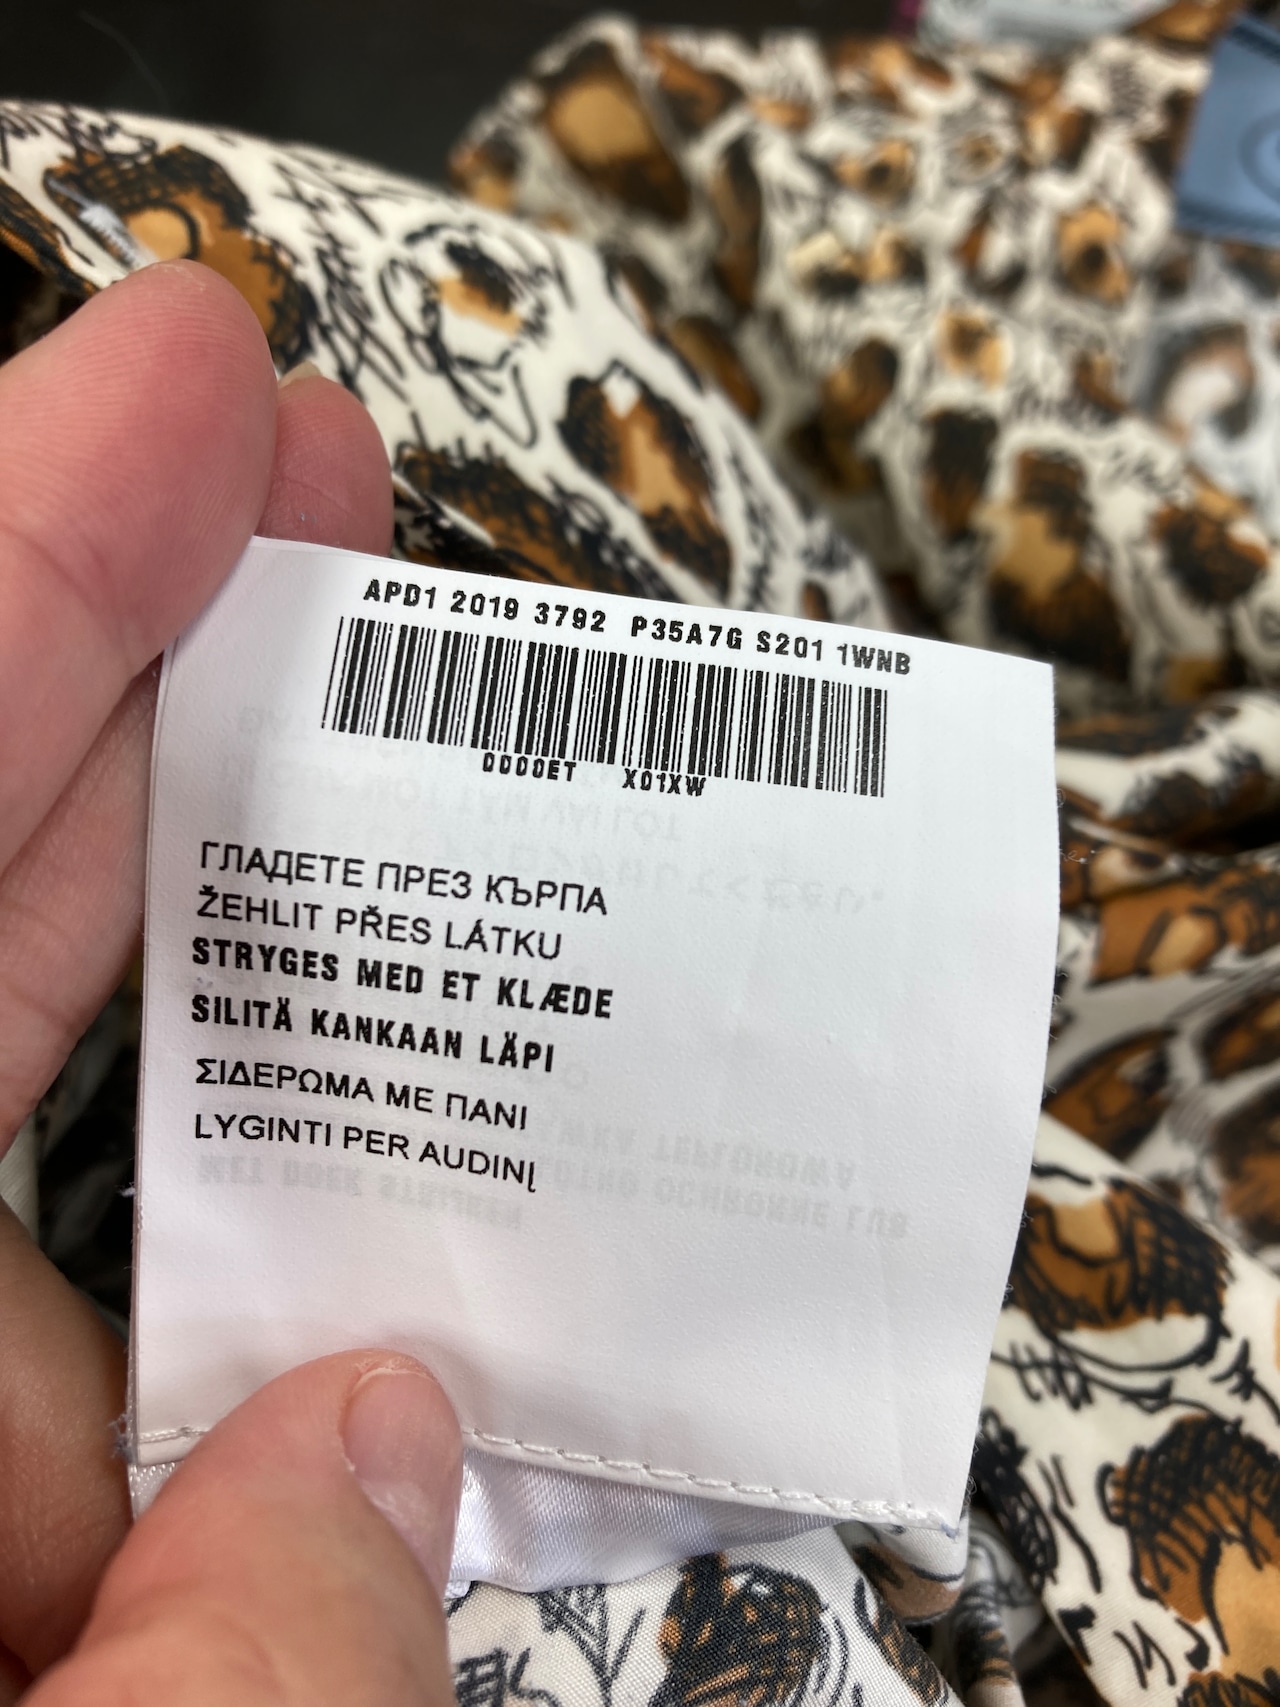 APD1 2019 3792 P35A7G S201 1WNB
0000ET X01XW
ГЛАДЕТЕ ПРЕЗ КЪРПА
ŽEHLIT PŘES LÁTKU
STRYGES MED ET KLÆDE
SILITÄ KANKAAN LÄPI
ΣΙΔΕΡΩΜΑ ΜΕ ΠΑΝΙ
LYGINTI PER AUDINĮ